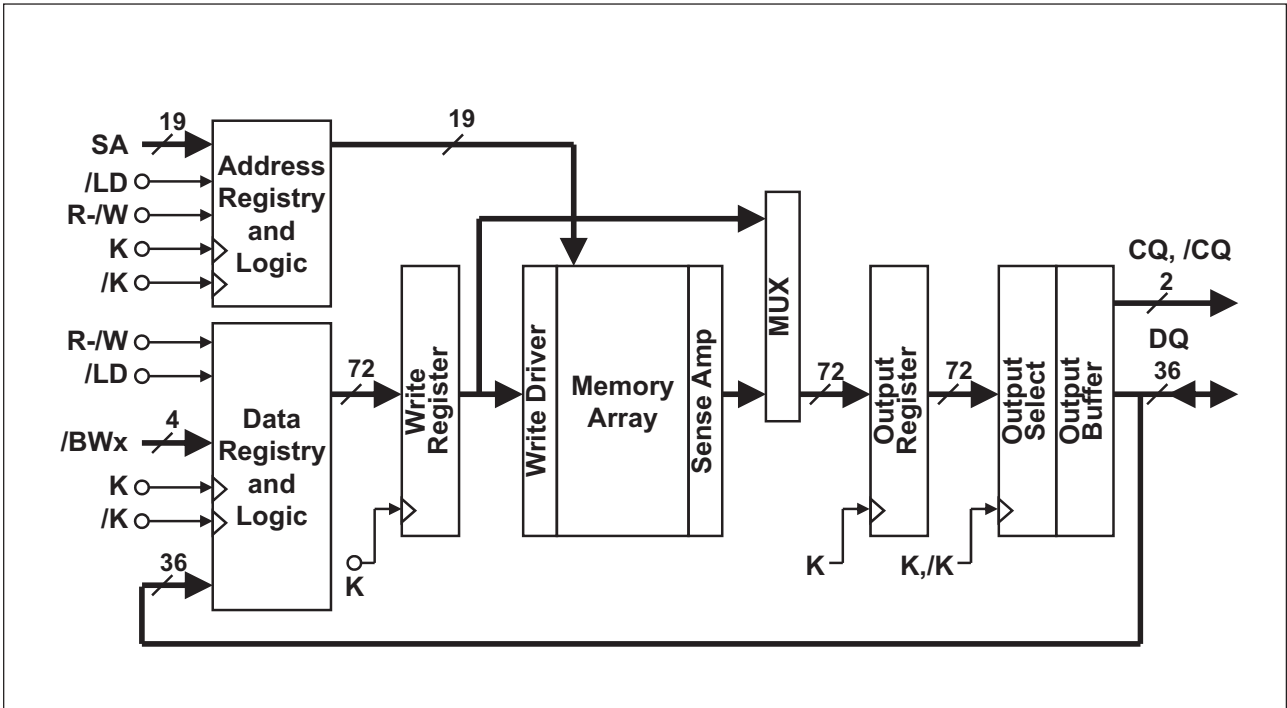 19
SA
/LD
R-/W
K
/K
Address
Registry
and
Logic
19
R-/W
/LD
/BWx
4
K
/K
36
Data
Registry
and
Logic
72
Write
Register
K
Write Driver
Memory
Array
Sense Amp
MUX
72
Output
Register
K
72
Output
Select
K,/K
Output
Buffer
CQ, /CQ
2
DQ
36